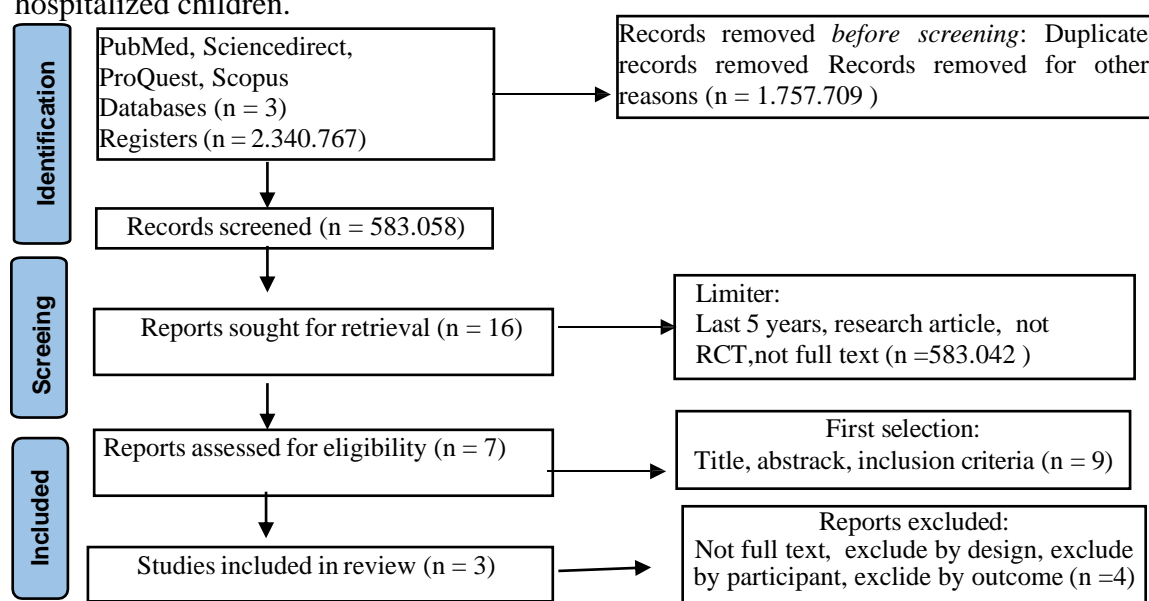 hospitalized children.
Identification
PubMed, Sciencedirect,
ProQuest, Scopus
Databases (n = 3)
Registers (n = 2.340.767)
Records removed before screening: Duplicate
records removed Records removed for other
reasons (n = 1.757.709 )
Records screened (n = 583.058)
Screeing
Reports sought for retrieval (n = 16)
Limiter:
Last 5 years, research article, not
RCT,not full text (n =583.042 )
Included
Reports assessed for eligibility (n = 7)
First selection:
Title, abstrack, inclusion criteria (n = 9)
Studies included in review (n = 3)
Reports excluded:
Not full text, exclude by design, exclude
by participant, exclide by outcome (n =4)